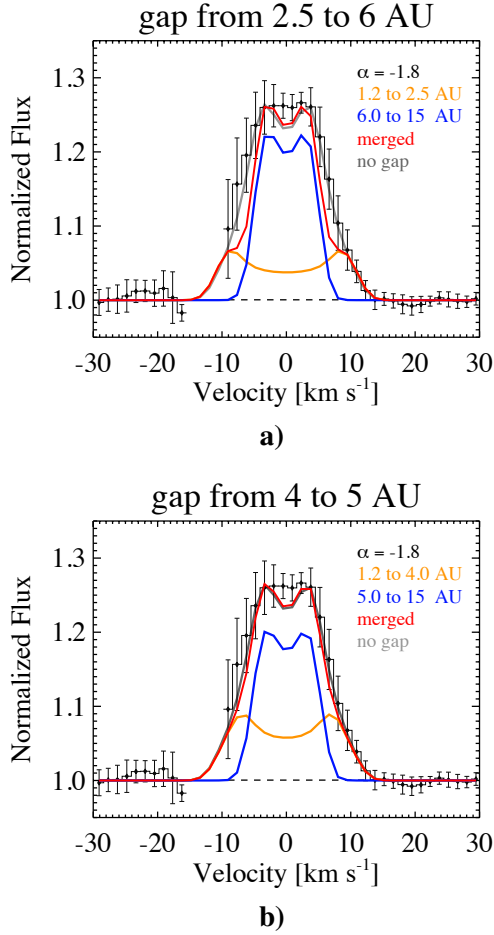 gap from 2.5 to 6 AU
1.3
α = -1.8
1.2 to 2.5 AU
6.0 to 15 AU
merged
no gap
1.2
Normalized Flux
1.1
1.0
-30 -20 -10 0 10 20 30
Velocity [km s⁻¹]
a)
gap from 4 to 5 AU
1.3
α = -1.8
1.2 to 4.0 AU
5.0 to 15 AU
merged
no gap
1.2
Normalized Flux
1.1
1.0
-30 -20 -10 0 10 20 30
Velocity [km s⁻¹]
b)